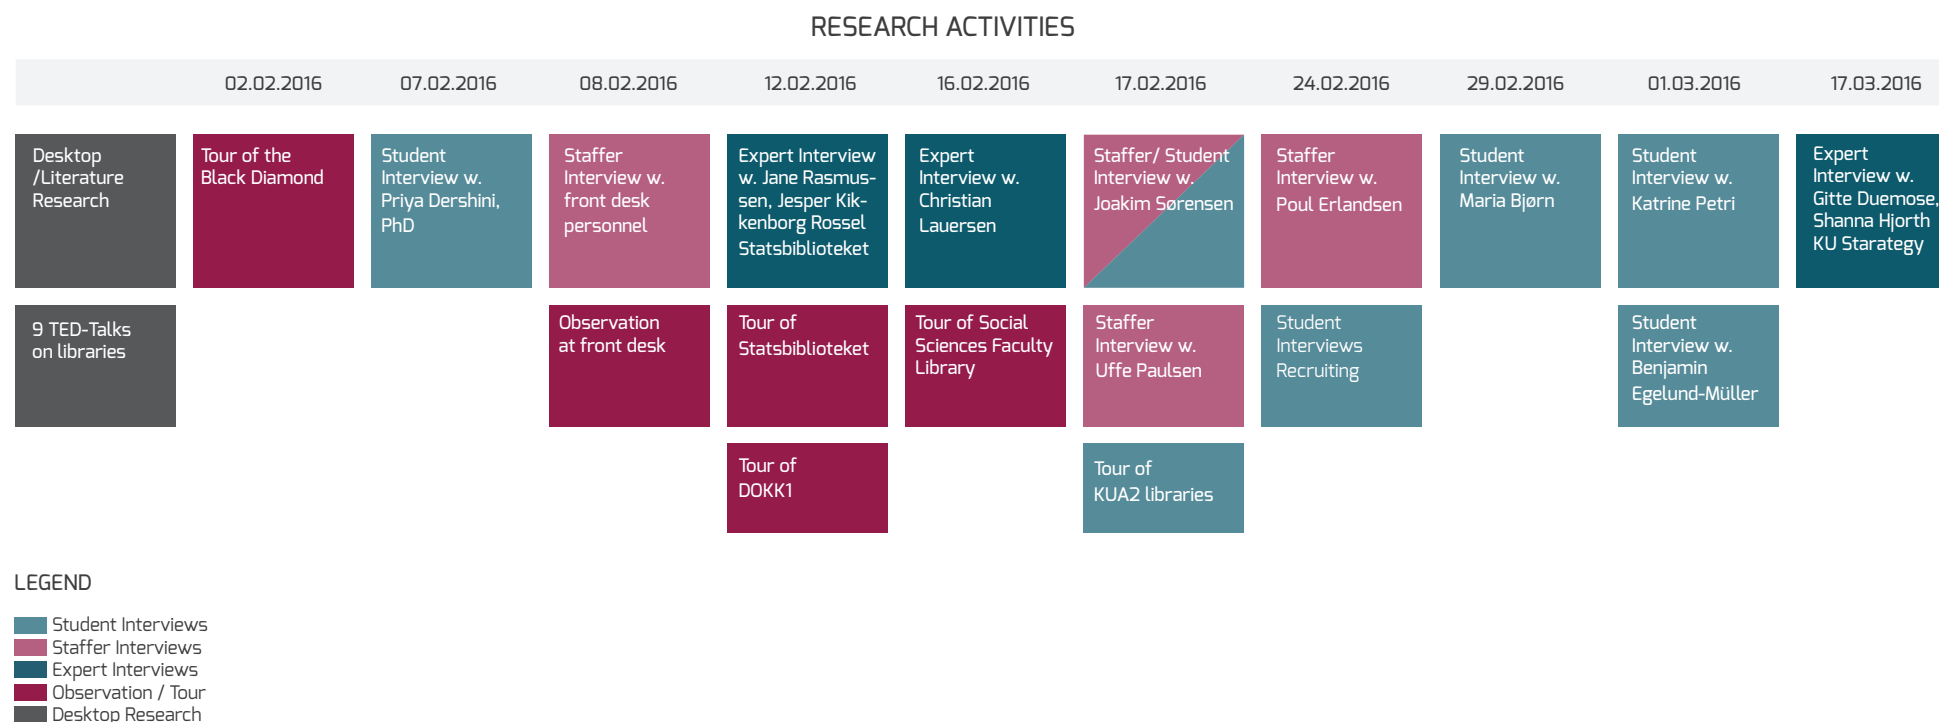 RESEARCH ACTIVITIES
02.02.2016
07.02.2016
08.02.2016
12.02.2016
16.02.2016
17.02.2016
24.02.2016
29.02.2016
01.03.2016
17.03.2016
Desktop
/Literature
Research
Tour of the
Black Diamond
Student
Interview w.
Priya Dershini,
PhD
Staffer
Interview w.
front desk
personnel
Expert Interview
w. Jane Rasmus-
sen, Jesper Kik-
kenborg Rossel
Statsbiblioteket
Expert
Interview w.
Christian
Lauersen
Staffer/ Student
Interview w.
Joakim Sørensen
Staffer
Interview w.
Poul Erlandsen
Student
Interview w.
Maria Bjørn
Student
Interview w.
Katrine Petri
Expert
Interview w.
Gitte Duemose,
Shanna Hjorth
KU Starategy
9 TED-Talks
on libraries
Observation
at front desk
Tour of
Statsbiblioteket
Tour of Social
Sciences Faculty
Library
Staffer
Interview w.
Uffe Paulsen
Student
Interviews
Recruiting
Student
Interview w.
Benjamin
Egelund-Müller
Tour of
DOKK1
Tour of
KUA2 libraries
LEGEND
Student Interviews
Staffer Interviews
Expert Interviews
Observation / Tour
Desktop Research